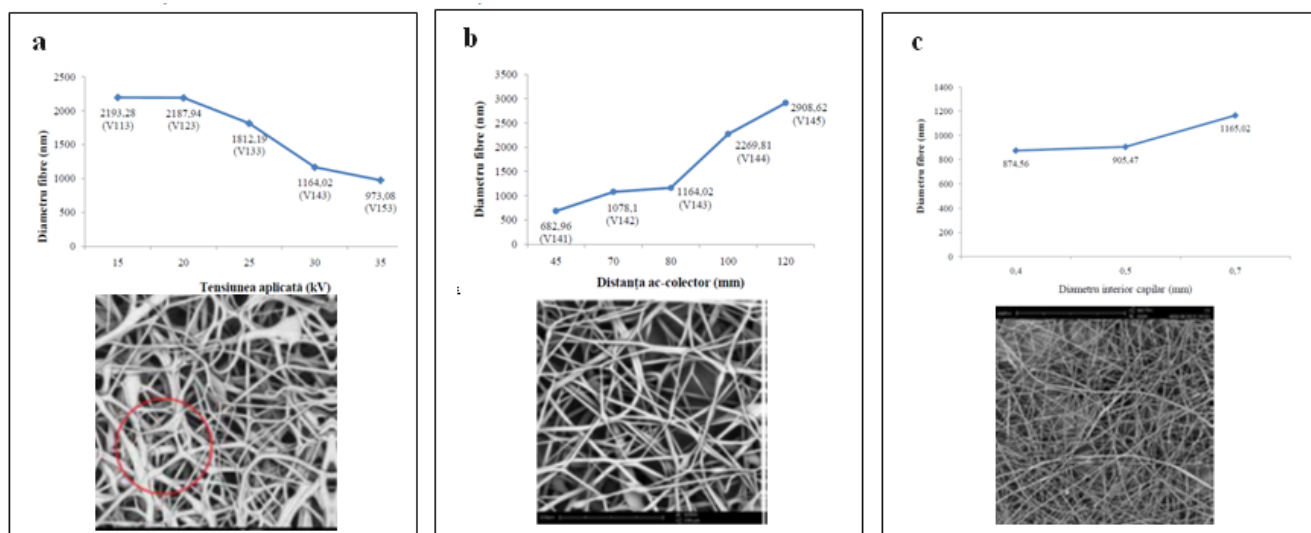 a
2500
2000
1500
1000
500
0
Diametru fibre (nm)
2193,28
(V113)
2187,94
(V123)
1812,19
(V133)
1164,02
(V143)
973,08
(V153)
15 20 25 30 35
Tensiunea aplicată (kV)
b
3500
3000
2500
2000
1500
1000
500
0
Diametru fibre (nm)
682,96
(V141)
1078,1
(V142)
1164,02
(V143)
2269,81
(V144)
2908,62
(V145)
45 70 80 100 120
Distanța ac-colector (mm)
c
1400
1200
1000
800
600
400
200
0
Diametru fibre (nm)
874,56
905,47
1165,02
0,4 0,5 0,7
Diametru interior capilar (mm)